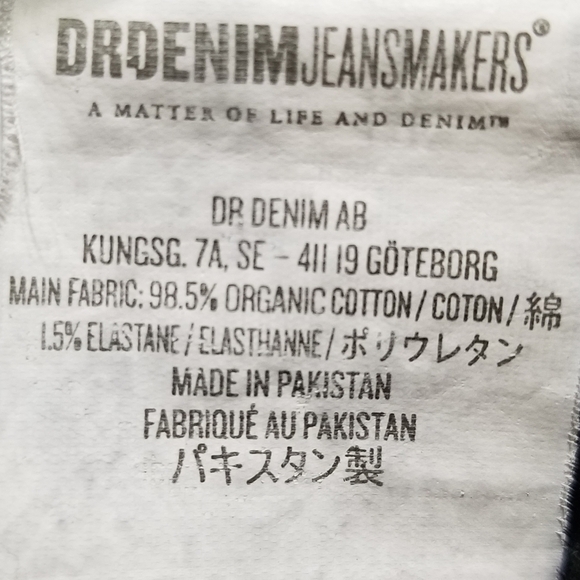 DRDENIMJEANSMAKERS®
A MATTER OF LIFE AND DENIM™
DR DENIM AB
KUNGSG. 7A, SE - 411 19 GÖTEBORG
MAIN FABRIC: 98.5% ORGANIC COTTON / COTON / 綿
1.5% ELASTANE / ELASTHANNE / ポリウレタン
MADE IN PAKISTAN
FABRIQUÉ AU PAKISTAN
パキスタン製